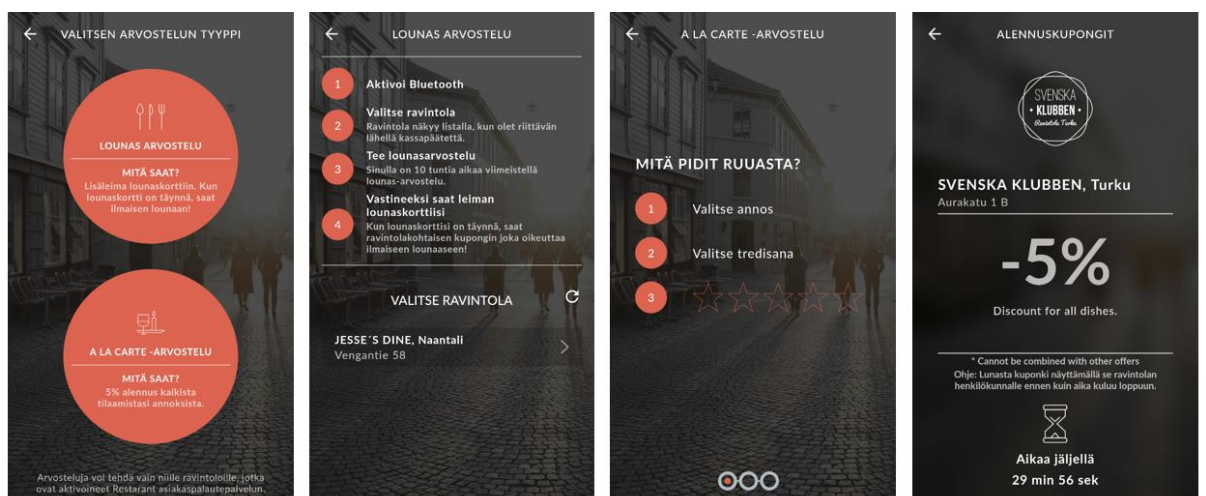 VALITSEN ARVOSTELUN TYYPPI
LOUNAS ARVOSTELU
MITÄ SAAT?
Lisäleima lounaskorttiin. Kun
lounaskortti on täynnä, saat
ilmaisen lounaan!
A LA CARTE -ARVOSTELU
MITÄ SAAT?
5% alennus kaikista
tilaamistasi annoksista.
Arvosteluja voi tehdä vain niille ravintoloille, jotka
ovat aktivoineet Restarant asiakaspalautepalvelun.
LOUNAS ARVOSTELU
1 Aktivoi Bluetooth
2 Valitse ravintola
Ravintola näkyy listalla, kun olet riittävän
lähellä kassapäätettä.
3 Tee lounasarvostelu
Sinulla on 10 tuntia aikaa viimeistellä
lounas-arvostelu.
4 Vastineeksi saat leiman
lounaskorttiisi
Kun lounaskorttisi on täynnä, saat
ravintolakohtaisen kupongin joka oikeuttaa
ilmaiseen lounaaseen!
VALITSE RAVINTOLA
JESSE´S DINE, Naantali
Vengantie 58
A LA CARTE -ARVOSTELU
MITÄ PIDIT RUUASTA?
1 Valitse annos
2 Valitse tredisana
3
ALENNUSKUPONGIT
SVENSKA
• KLUBBEN •
Ravintola Turku
SVENSKA KLUBBEN, Turku
Aurakatu 1 B
-5%
Discount for all dishes.
* Cannot be combined with other offers
Ohje: Lunasta kuponki näyttämällä se ravintolan
henkilökunnalle ennen kuin aika kuluu loppuun.
Aikaa jäljellä
29 min 56 sek